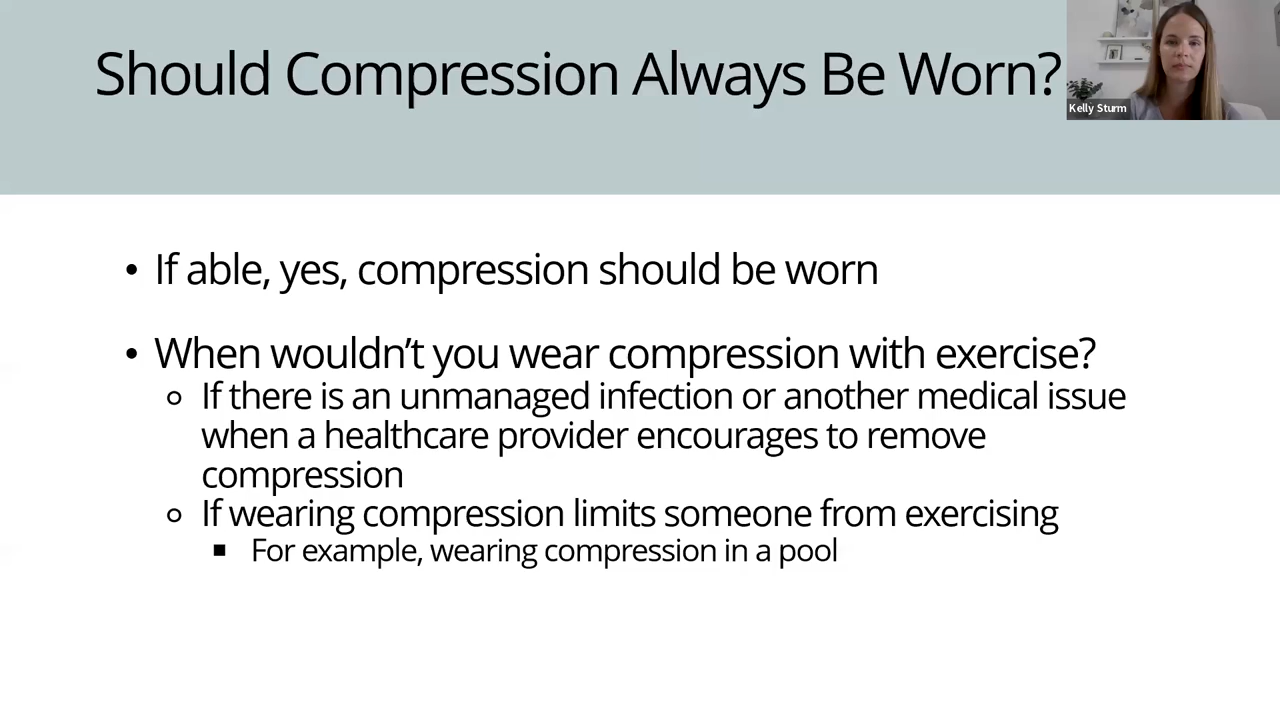 Should Compression Always Be Worn?
Kelly Sturm
• If able, yes, compression should be worn
• When wouldn’t you wear compression with exercise?
○ If there is an unmanaged infection or another medical issue
when a healthcare provider encourages to remove
compression
○ If wearing compression limits someone from exercising
■ For example, wearing compression in a pool